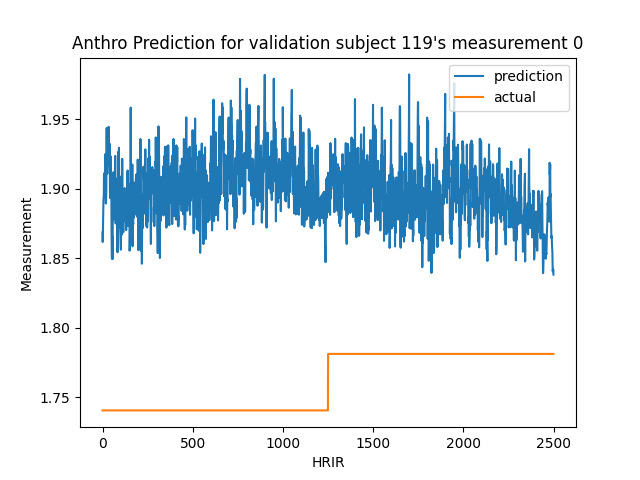 Anthro Prediction for validation subject 119's measurement 0
prediction
actual
Measurement
1.95
1.90
1.85
1.80
1.75
0
500
1000
1500
2000
2500
HRIR